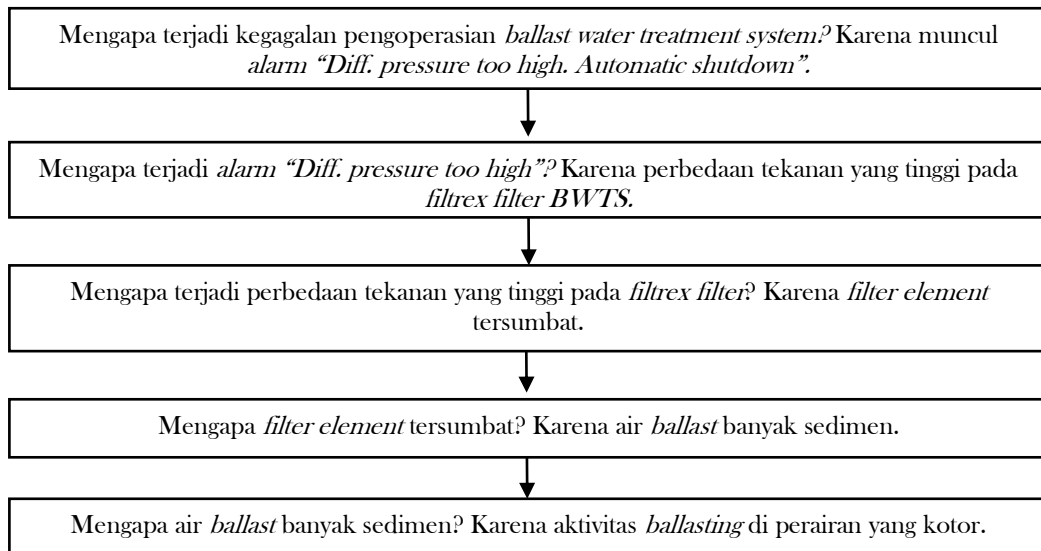 Mengapa terjadi kegagalan pengoperasian ballast water treatment system? Karena muncul
alarm “Diff. pressure too high. Automatic shutdown”.
Mengapa terjadi alarm “Diff. pressure too high”? Karena perbedaan tekanan yang tinggi pada
filtrex filter BWTS.
Mengapa terjadi perbedaan tekanan yang tinggi pada filtrex filter? Karena filter element
tersumbat.
Mengapa filter element tersumbat? Karena air ballast banyak sedimen.
Mengapa air ballast banyak sedimen? Karena aktivitas ballasting di perairan yang kotor.